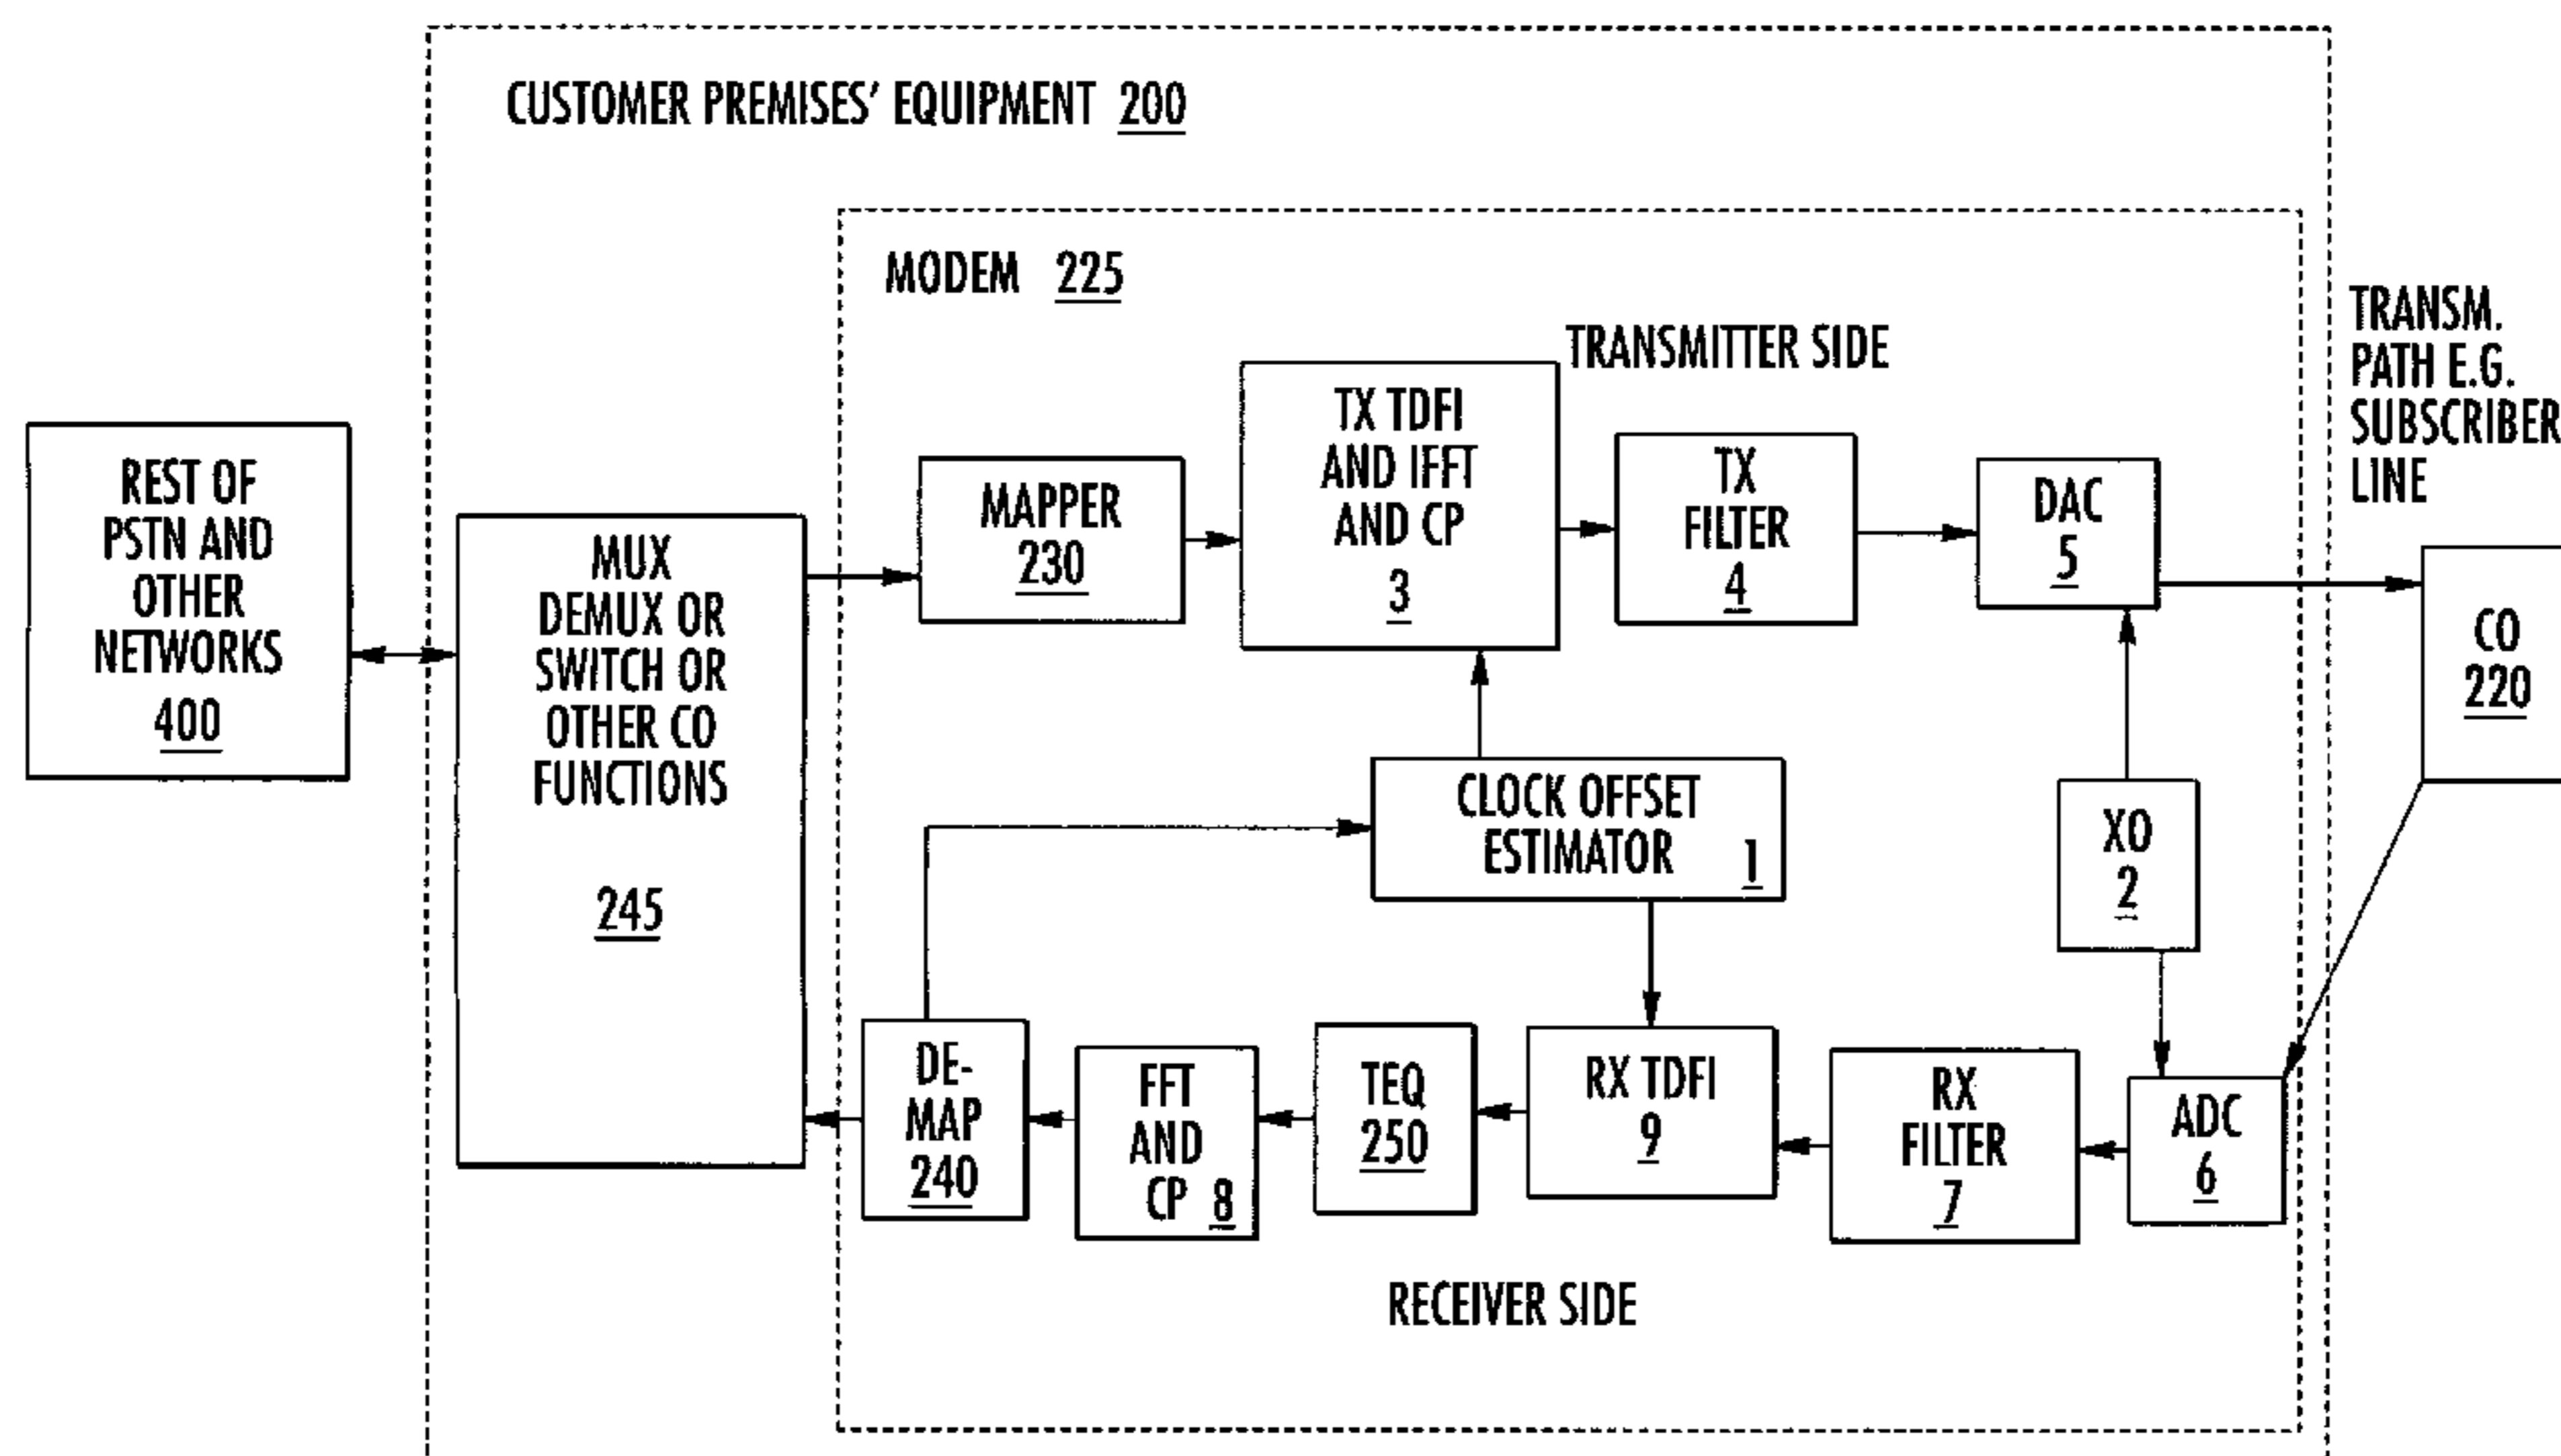 CUSTOMER PREMISES' EQUIPMENT 200
MODEM 225
TRANSMITTER SIDE
TRANSM.
PATH E.G.
SUBSCRIBER
LINE
REST OF
PSTN AND
OTHER
NETWORKS
400
MUX
DEMUX OR
SWITCH OR
OTHER CO
FUNCTIONS
245
MAPPER
230
TX TDFI
AND IFFT
AND CP
3
TX
FILTER
4
DAC
5
CO
220
CLOCK OFFSET
ESTIMATOR 1
XO
2
DE-
MAP
240
FFT
AND
CP 8
TEQ
250
RX TDFI
9
RX
FILTER
7
ADC
6
RECEIVER SIDE